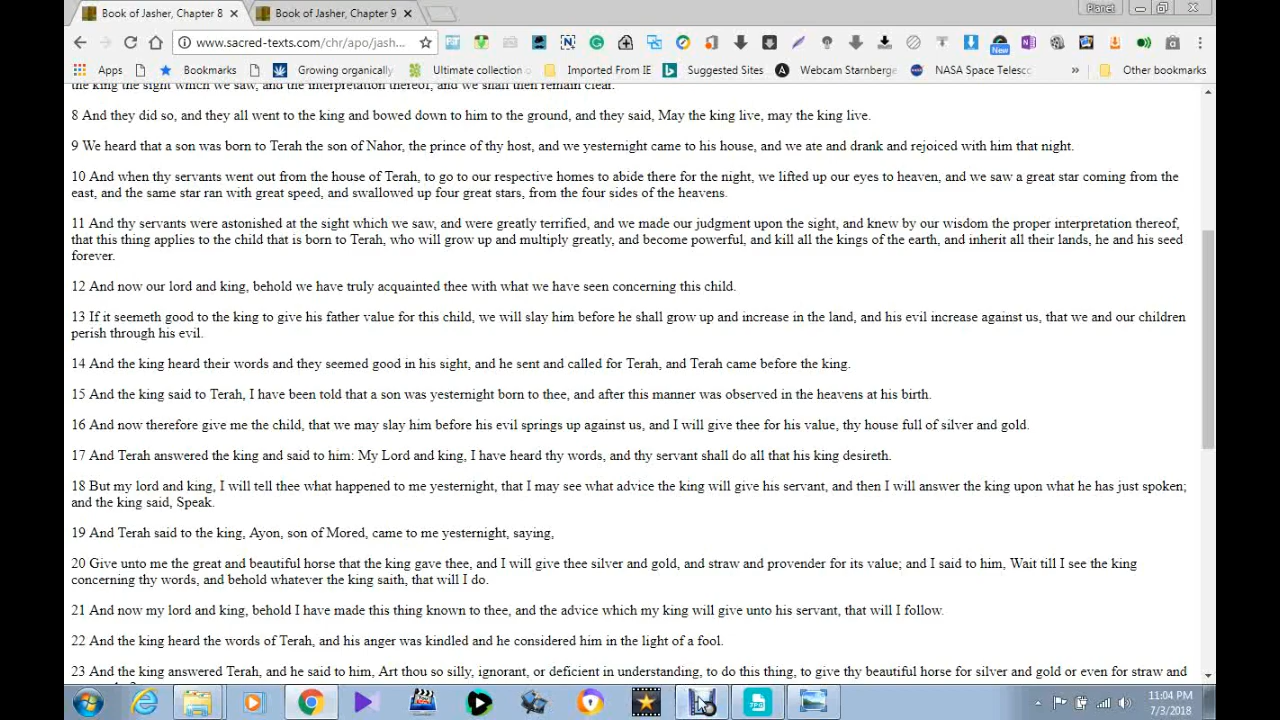 Book of Jasher, Chapter 8
Book of Jasher, Chapter 9
Planet
www.sacred-texts.com/chr/apo/jash...
New
Apps
Bookmarks
Growing organically
Ultimate collection o
Imported From IE
Suggested Sites
Webcam Starnberge
NASA Space Telesc
»
Other bookmarks
the king the sight which we saw, and the interpretation thereof, and we shall then remain clear.
8 And they did so, and they all went to the king and bowed down to him to the ground, and they said, May the king live, may the king live.
9 We heard that a son was born to Terah the son of Nahor, the prince of thy host, and we yesternight came to his house, and we ate and drank and rejoiced with him that night.
10 And when thy servants went out from the house of Terah, to go to our respective homes to abide there for the night, we lifted up our eyes to heaven, and we saw a great star coming from the
east, and the same star ran with great speed, and swallowed up four great stars, from the four sides of the heavens.
11 And thy servants were astonished at the sight which we saw, and were greatly terrified, and we made our judgment upon the sight, and knew by our wisdom the proper interpretation thereof,
that this thing applies to the child that is born to Terah, who will grow up and multiply greatly, and become powerful, and kill all the kings of the earth, and inherit all their lands, he and his seed
forever.
12 And now our lord and king, behold we have truly acquainted thee with what we have seen concerning this child.
13 If it seemeth good to the king to give his father value for this child, we will slay him before he shall grow up and increase in the land, and his evil increase against us, that we and our children
perish through his evil.
14 And the king heard their words and they seemed good in his sight, and he sent and called for Terah, and Terah came before the king.
15 And the king said to Terah, I have been told that a son was yesternight born to thee, and after this manner was observed in the heavens at his birth.
16 And now therefore give me the child, that we may slay him before his evil springs up against us, and I will give thee for his value, thy house full of silver and gold.
17 And Terah answered the king and said to him: My Lord and king, I have heard thy words, and thy servant shall do all that his king desireth.
18 But my lord and king, I will tell thee what happened to me yesternight, that I may see what advice the king will give his servant, and then I will answer the king upon what he has just spoken;
and the king said, Speak.
19 And Terah said to the king, Ayon, son of Mored, came to me yesternight, saying,
20 Give unto me the great and beautiful horse that the king gave thee, and I will give thee silver and gold, and straw and provender for its value; and I said to him, Wait till I see the king
concerning thy words, and behold whatever the king saith, that will I do.
21 And now my lord and king, behold I have made this thing known to thee, and the advice which my king will give unto his servant, that will I follow.
22 And the king heard the words of Terah, and his anger was kindled and he considered him in the light of a fool.
23 And the king answered Terah, and he said to him, Art thou so silly, ignorant, or deficient in understanding, to do this thing, to give thy beautiful horse for silver and gold or even for straw and
11:04 PM
7/3/2018